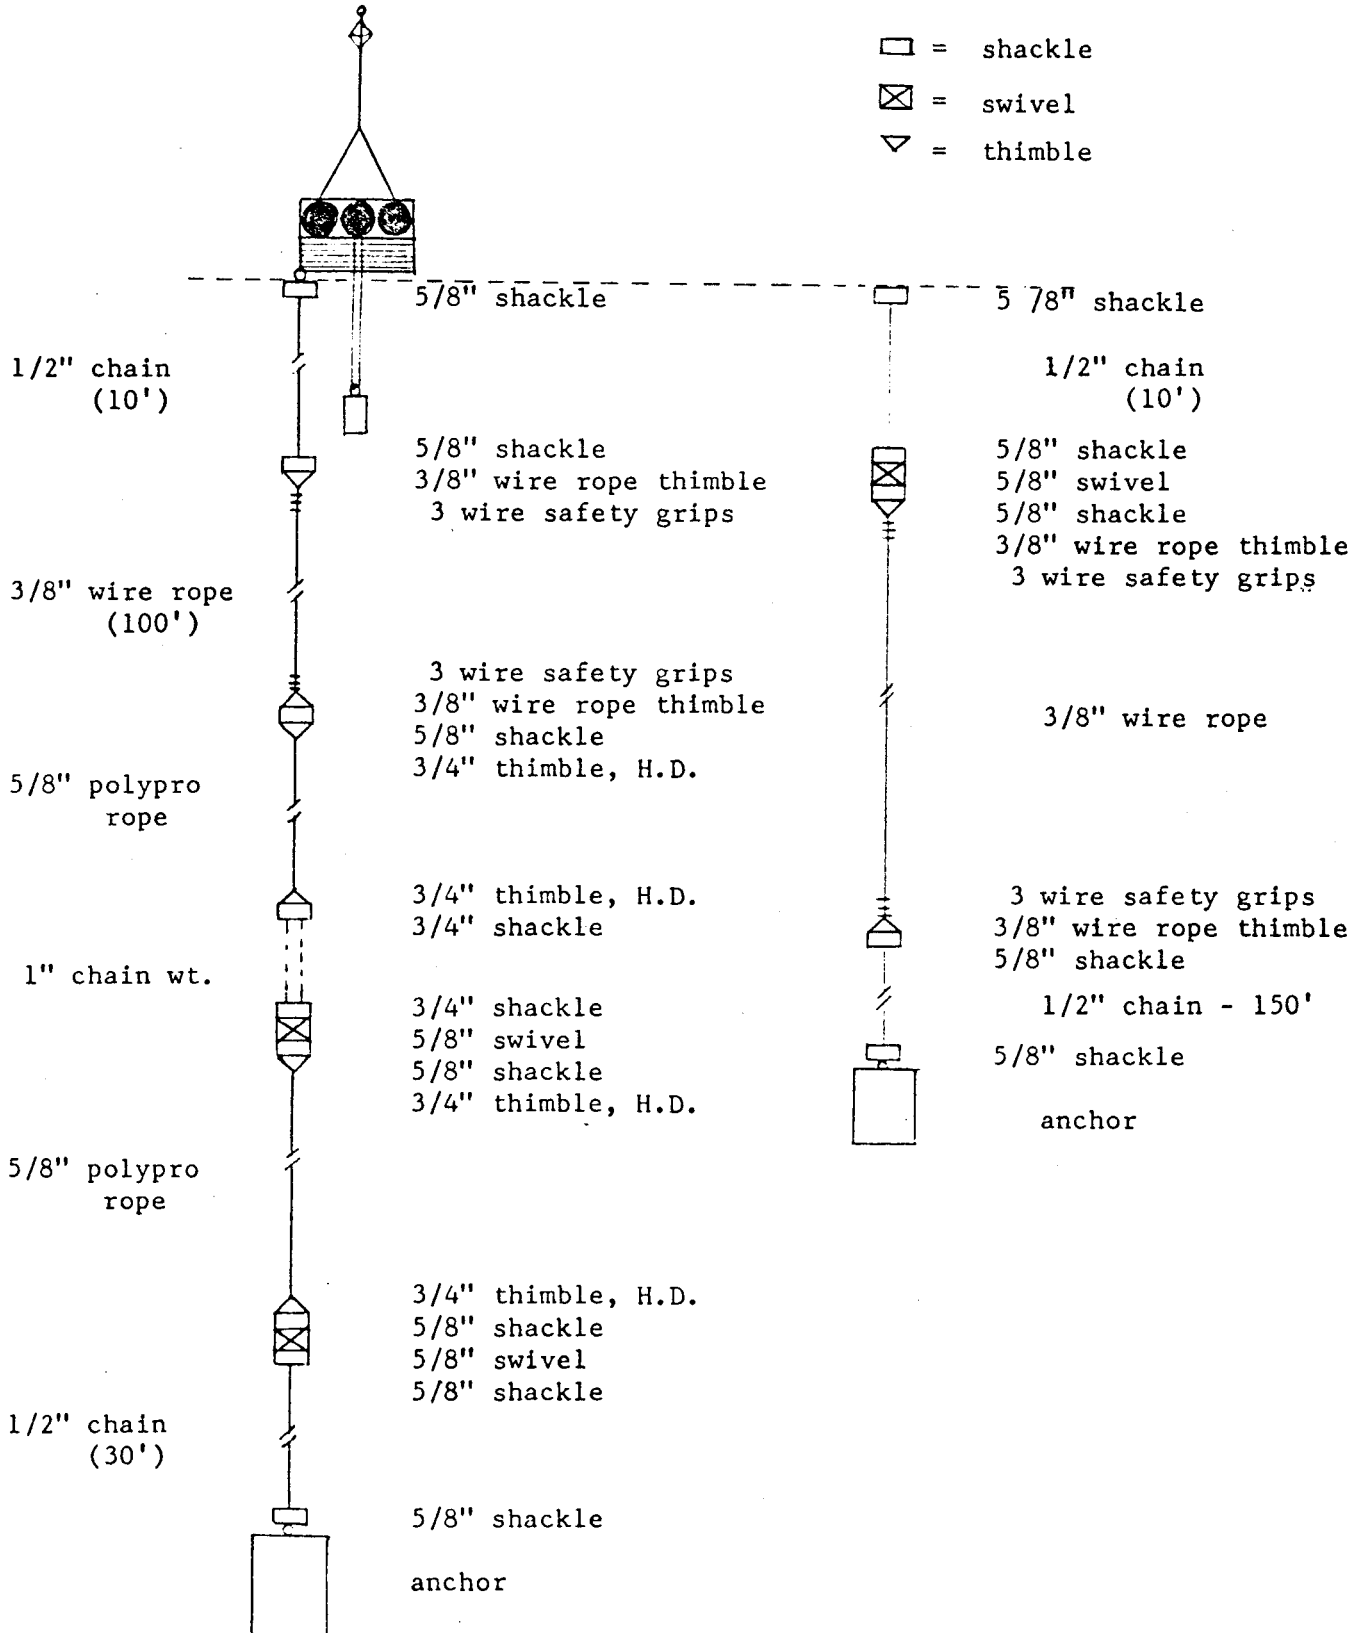 = shackle
= swivel
= thimble
5/8" shackle
1/2" chain
(10')
5/8" shackle
3/8" wire rope thimble
3 wire safety grips
3/8" wire rope
(100')
3 wire safety grips
3/8" wire rope thimble
5/8" shackle
3/4" thimble, H.D.
5/8" polypro
rope
3/4" thimble, H.D.
3/4" shackle
1" chain wt.
3/4" shackle
5/8" swivel
5/8" shackle
3/4" thimble, H.D.
5/8" polypro
rope
3/4" thimble, H.D.
5/8" shackle
5/8" swivel
5/8" shackle
1/2" chain
(30')
5/8" shackle
anchor
5/8" shackle
1/2" chain
(10')
5/8" shackle
5/8" swivel
5/8" shackle
3/8" wire rope thimble
3 wire safety grips
3/8" wire rope
3 wire safety grips
3/8" wire rope thimble
5/8" shackle
1/2" chain - 150'
5/8" shackle
anchor